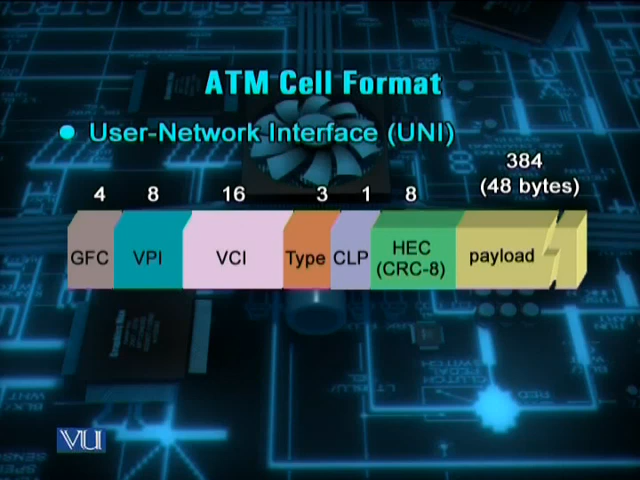 ATM Cell Format
User-Network Interface (UNI)
384
4 8 16 3 1 8 (48 bytes)
GFC VPI VCI Type CLP HEC (CRC-8) payload
VU